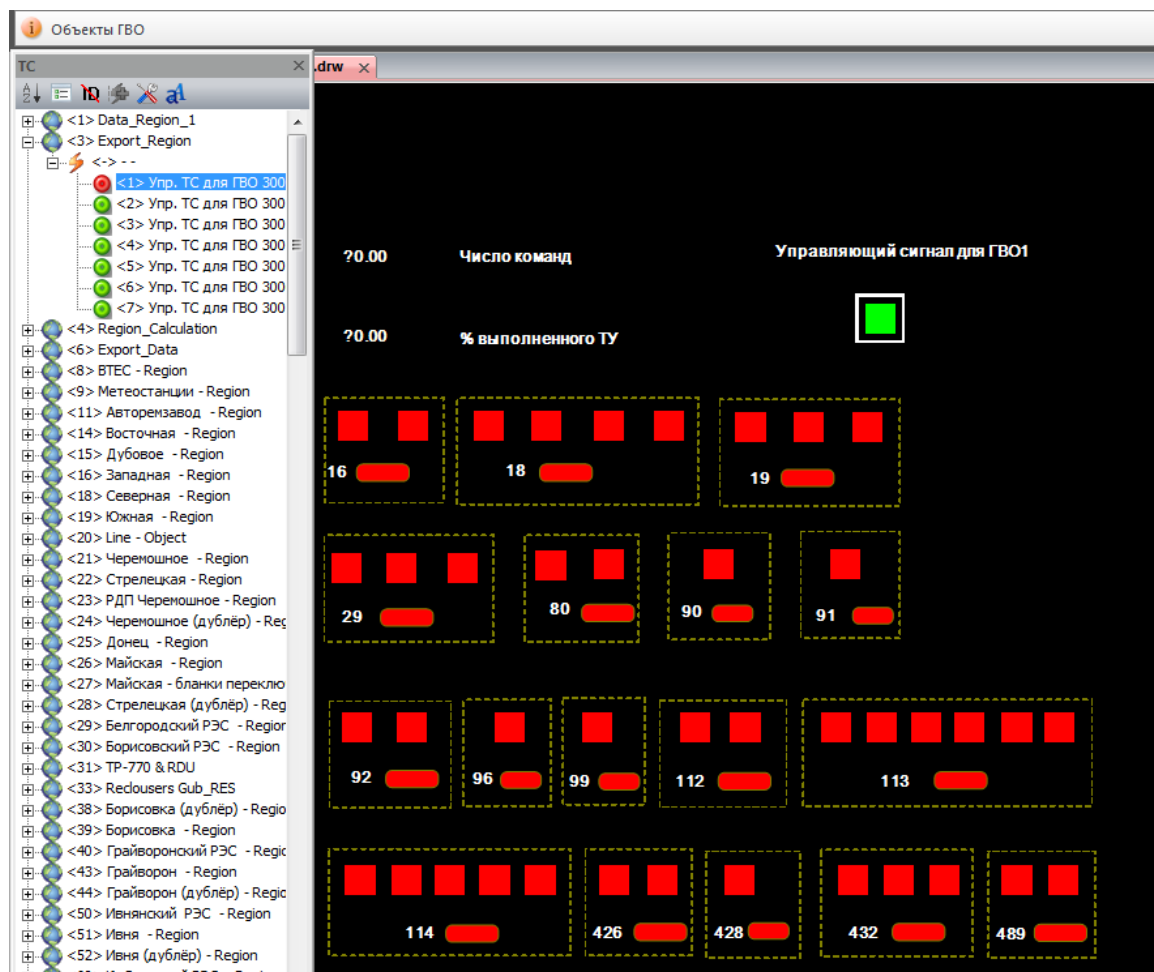 Объекты ГВО
ТС
.drw
<1> Data_Region_1
<3> Export_Region
<-> - -
<1> Упр. ТС для ГВО 300
<2> Упр. ТС для ГВО 300
<3> Упр. ТС для ГВО 300
<4> Упр. ТС для ГВО 300
<5> Упр. ТС для ГВО 300
<6> Упр. ТС для ГВО 300
<7> Упр. ТС для ГВО 300
<4> Region_Calculation
<6> Export_Data
<8> ВТЕС - Region
<9> Метеостанции - Region
<11> Авторемзавод - Region
<14> Восточная - Region
<15> Дубовое - Region
<16> Западная - Region
<18> Северная - Region
<19> Южная - Region
<20> Line - Object
<21> Черемошное - Region
<22> Стрелецкая - Region
<23> РДП Черемошное - Region
<24> Черемошное (дублёр) - Reg
<25> Донец - Region
<26> Майская - Region
<27> Майская - бланки переклю
<28> Стрелецкая (дублёр) - Reg
<29> Белгородский РЭС - Region
<30> Борисовский РЭС - Region
<31> ТР-770 & RDU
<33> Reclousers Gub_RES
<38> Борисовка (дублёр) - Regio
<39> Борисовка - Region
<40> Грайворонский РЭС - Regic
<43> Грайворон - Region
<44> Грайворон (дублёр) - Regic
<50> Ивнянский РЭС - Region
<51> Ивня - Region
<52> Ивня (дублёр) - Region
?0.00 Число команд Управляющий сигнал для ГВО1
?0.00 % выполненного ТУ
16 18 19
29 80 90 91
92 96 99 112 113
114 426 428 432 489